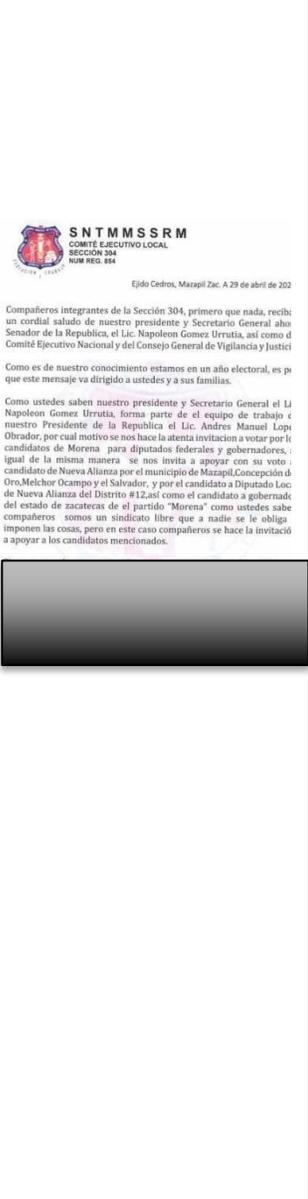 SNTMMSSRM
COMITÉ EJECUTIVO LOCAL
SECCIÓN 304
NUM REG. 854
Ejido Cedros, Mazapil Zac. A 29 de abril de 202
Compañeros integrantes de la Sección 304, primero que nada, reciba
un cordial saludo de nuestro presidente y Secretario General aho
Senador de la Republica, el Lic. Napoleon Gomez Urrutia, así como d
Comité Ejecutivo Nacional y del Consejo General de Vigilancia y Justici
Como es de nuestro conocimiento estamos en un año electoral, es po
que este mensaje va dirigido a ustedes y a sus familias.
Como ustedes saben nuestro presidente y Secretario General el Li
Napoleon Gomez Urrutia, forma parte de el equipo de trabajo d
nuestro Presidente de la Republica el Lic. Andres Manuel Lope
Obrador, por cual motivo se nos hace la atenta invitacion a votar por lo
candidatos de Morena para diputados federales y gobernadores,
igual de la misma manera se nos invita a apoyar con su voto
candidato de Nueva Alianza por el municipio de Mazapil,Concepción de
Oro,Melchor Ocampo y el Salvador, y por el candidato a Diputado Loca
de Nueva Alianza del Distrito #12,así como el candidato a gobernado
del estado de zacatecas de el partido "Morena" como ustedes sabe
compañeros somos un sindicato libre que a nadie se le obliga
imponen las cosas, pero en este caso compañeros se hace la invitació
a apoyar a los candidatos mencionados.